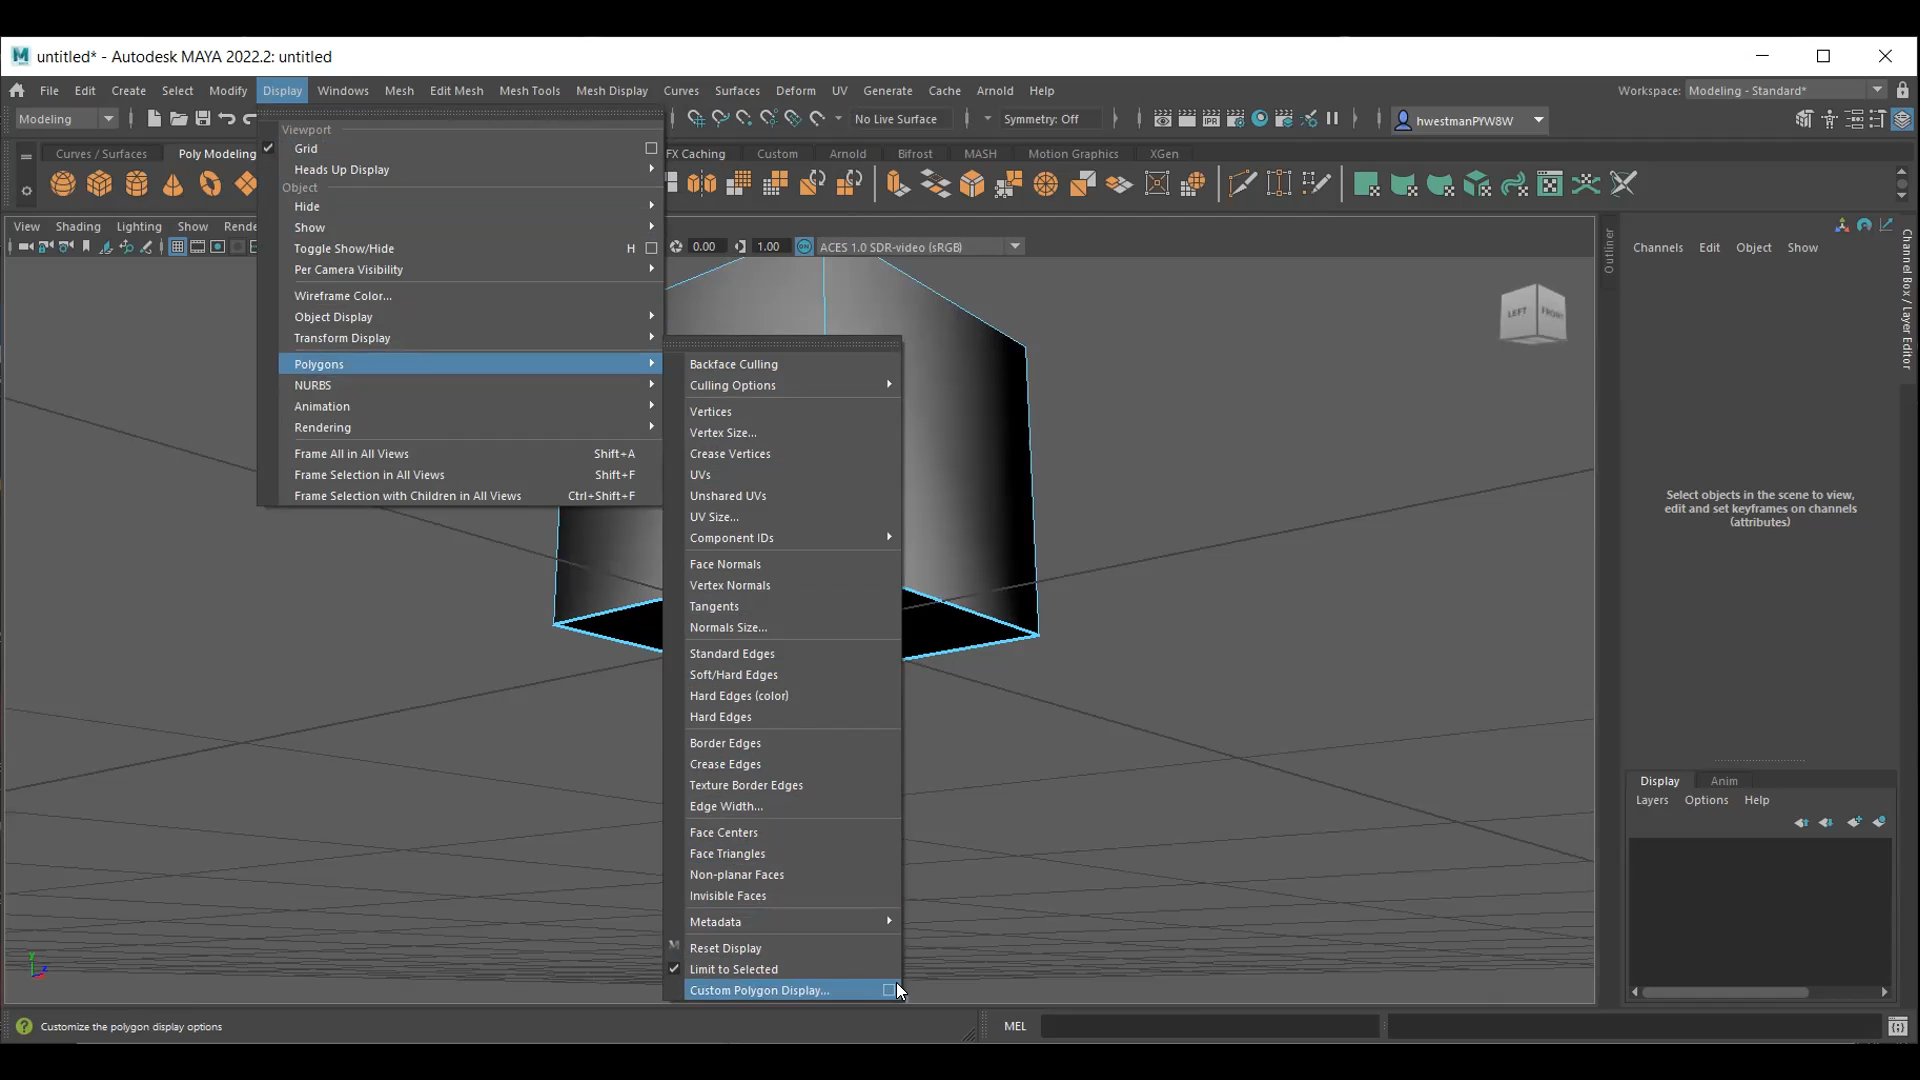 untitled* - Autodesk MAYA 2022.2: untitled
File Edit Create Select Modify Display Windows Mesh Edit Mesh Mesh Tools Mesh Display Curves Surfaces Deform UV Generate Cache Arnold Help
Workspace: Modeling - Standard*
Modeling
No Live Surface
Symmetry: Off
hwestmanPYW8W
Curves / Surfaces Poly Modeling
FX Caching Custom Arnold Bifrost MASH Motion Graphics XGen
View Shading Lighting Show
0.00 1.00 ACES 1.0 SDR-video (sRGB)
Viewport
Grid
Heads Up Display
Object
Hide
Show
Toggle Show/Hide H
Per Camera Visibility
Wireframe Color...
Object Display
Transform Display
Polygons
NURBS
Animation
Rendering
Frame All in All Views Shift+A
Frame Selection in All Views Shift+F
Frame Selection with Children in All Views Ctrl+Shift+F
Backface Culling
Culling Options
Vertices
Vertex Size...
Crease Vertices
UVs
Unshared UVs
UV Size...
Component IDs
Face Normals
Vertex Normals
Tangents
Normals Size...
Standard Edges
Soft/Hard Edges
Hard Edges (color)
Hard Edges
Border Edges
Crease Edges
Texture Border Edges
Edge Width...
Face Centers
Face Triangles
Non-planar Faces
Invisible Faces
Metadata
Reset Display
Limit to Selected
Custom Polygon Display...
LEFT FRONT
Outliner
Channels Edit Object Show
Channel Box / Layer Editor
Select objects in the scene to view,
edit and set keyframes on channels
(attributes)
Display Anim
Layers Options Help
Y
Z
Customize the polygon display options
MEL